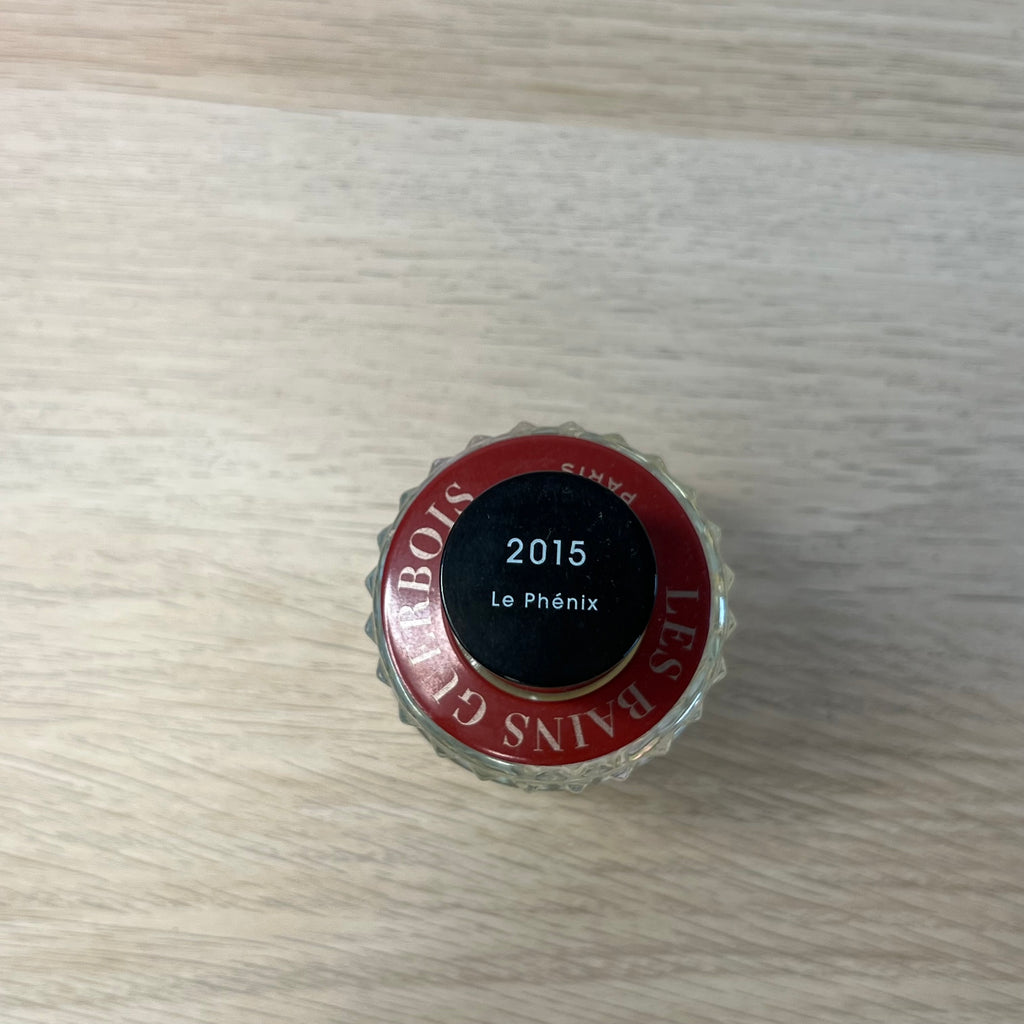 2015
Le Phénix
LES BAINS GUERBOIS
PARIS